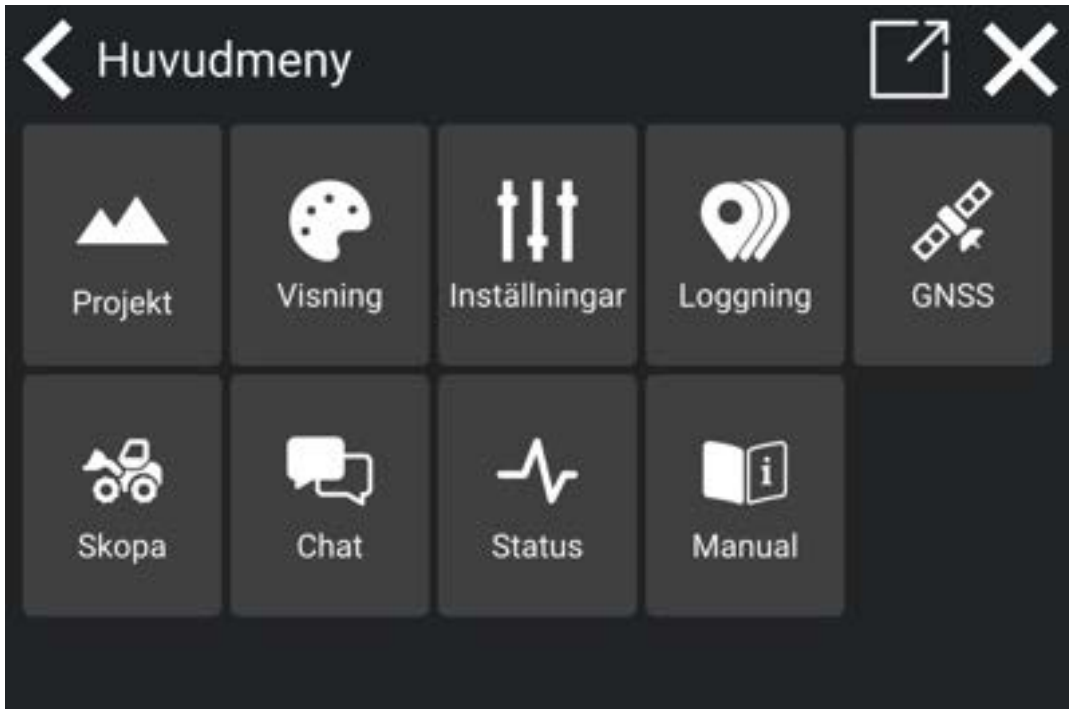 Huvudmeny
Projekt
Visning
Inställningar
Loggning
GNSS
Skopa
Chat
Status
i
Manual